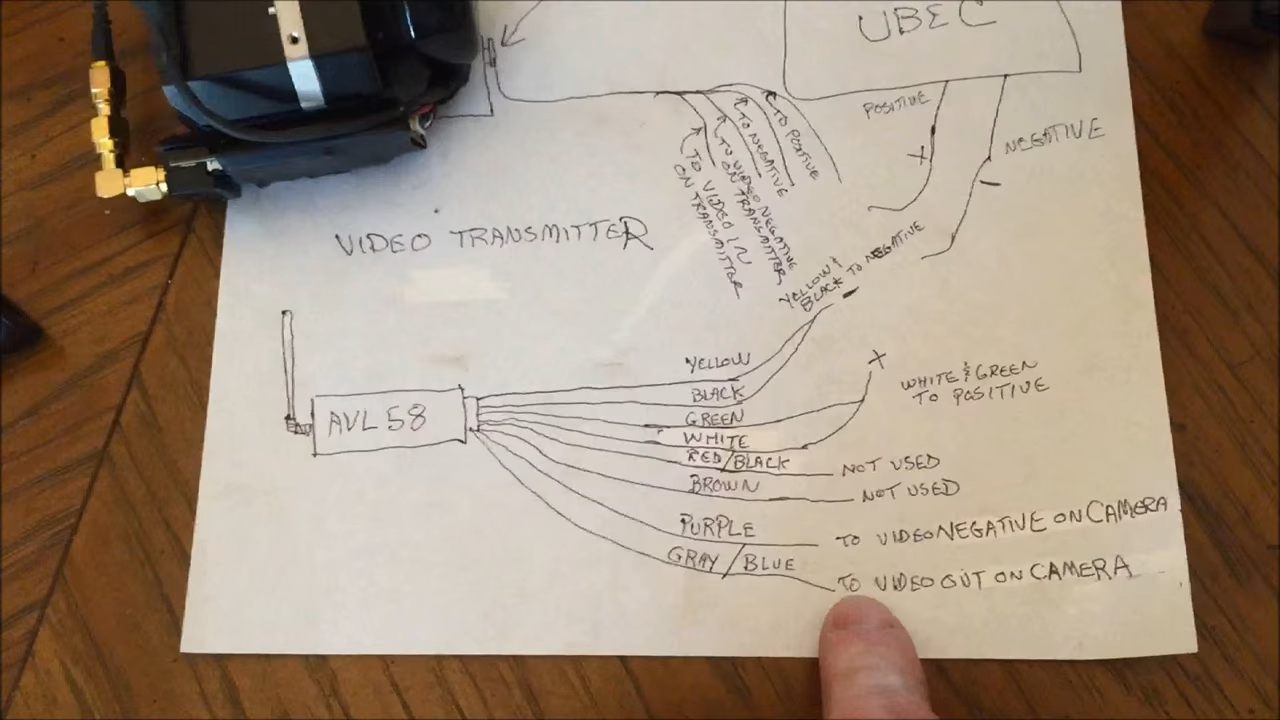 UBEC
POSITIVE
+
NEGATIVE
-
TO POSITIVE
TO NEGATIVE
TO VIDEO NEGATIVE
ON TRANSMITTER
TO VIDEO IN
ON TRANSMITTER
VIDEO TRANSMITTER
YELLOW &
BLACK TO NEGATIVE
-
YELLOW
BLACK
GREEN
WHITE
+
WHITE & GREEN
TO POSITIVE
AVL58
RED/BLACK NOT USED
BROWN NOT USED
PURPLE TO VIDEO NEGATIVE ON CAMERA
GRAY/BLUE TO VIDEO OUT ON CAMERA